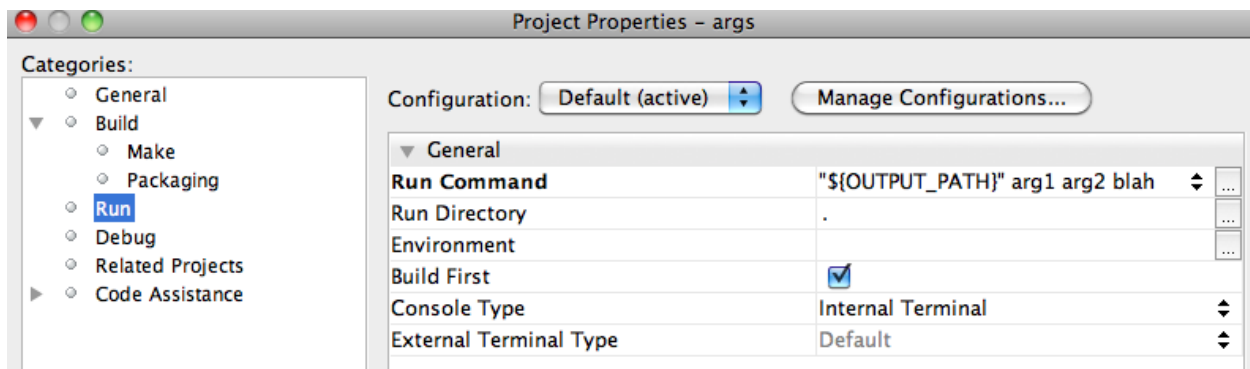 Project Properties – args
Categories:
General
Build
Make
Packaging
Run
Debug
Related Projects
Code Assistance
Configuration: Default (active) Manage Configurations...
General
Run Command "${OUTPUT_PATH}" arg1 arg2 blah ...
Run Directory . ...
Environment ...
Build First
Console Type Internal Terminal
External Terminal Type Default